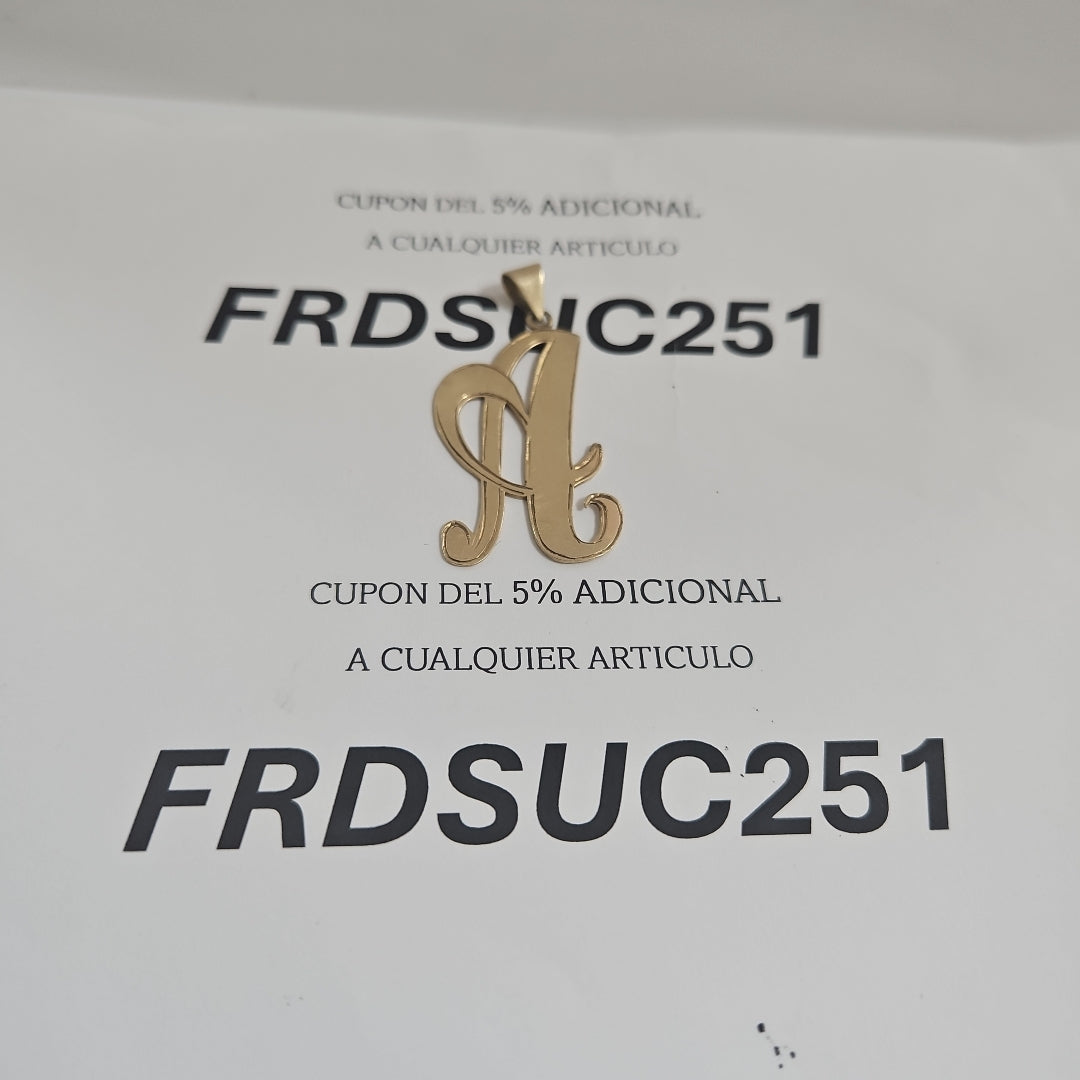 CUPON DEL 5% ADICIONAL
A CUALQUIER ARTICULO
FRDSUC251
A
CUPON DEL 5% ADICIONAL
A CUALQUIER ARTICULO
FRDSUC251